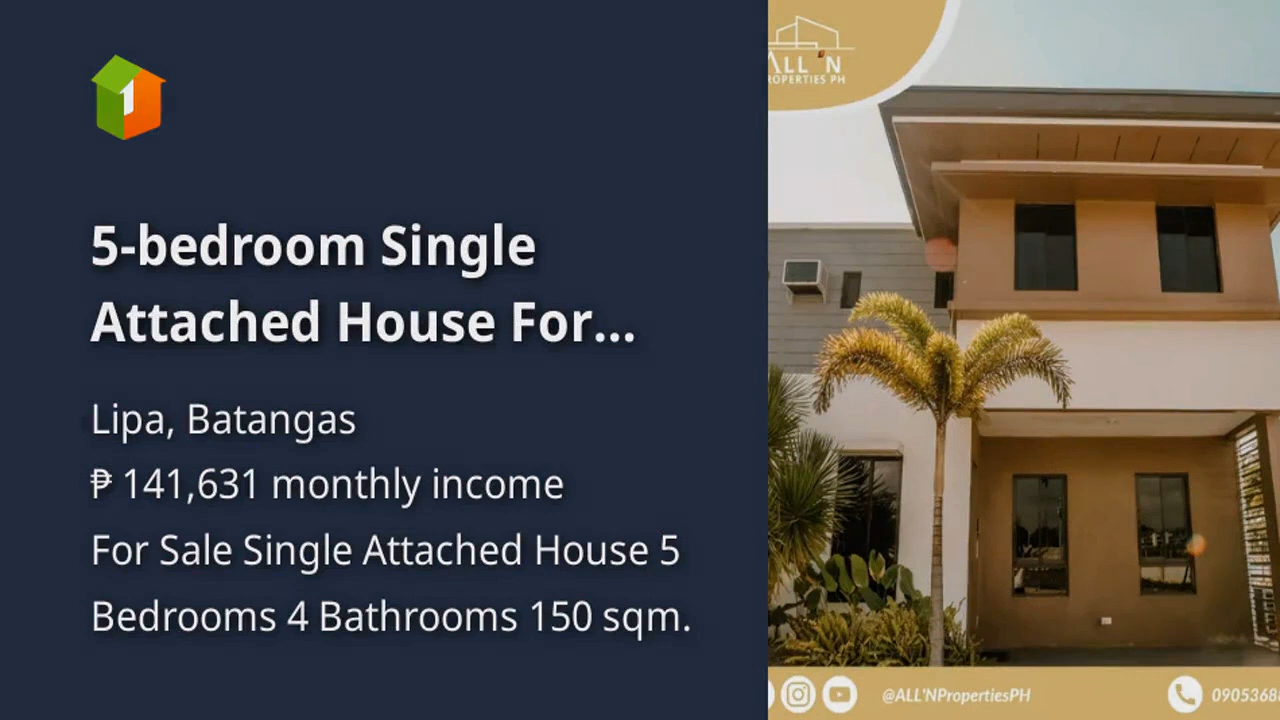 5-bedroom Single
Attached House For...
Lipa, Batangas
₱ 141,631 monthly income
For Sale Single Attached House 5
Bedrooms 4 Bathrooms 150 sqm.
ALL 'N
PROPERTIES PH
@ALL'NPropertiesPH
0905368